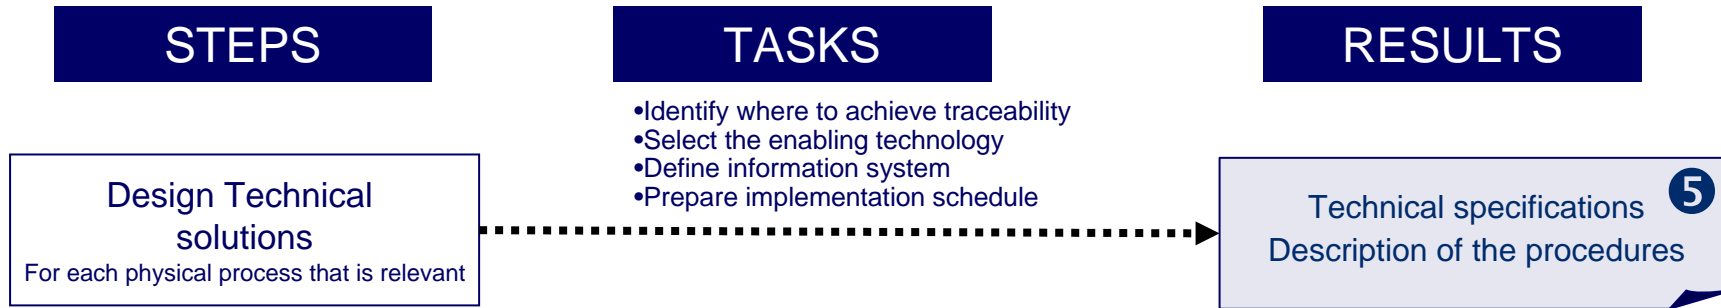 STEPS
TASKS
RESULTS
•Identify where to achieve traceability
•Select the enabling technology
•Define information system
•Prepare implementation schedule
Design Technical
solutions
For each physical process that is relevant
5
Technical specifications
Description of the procedures